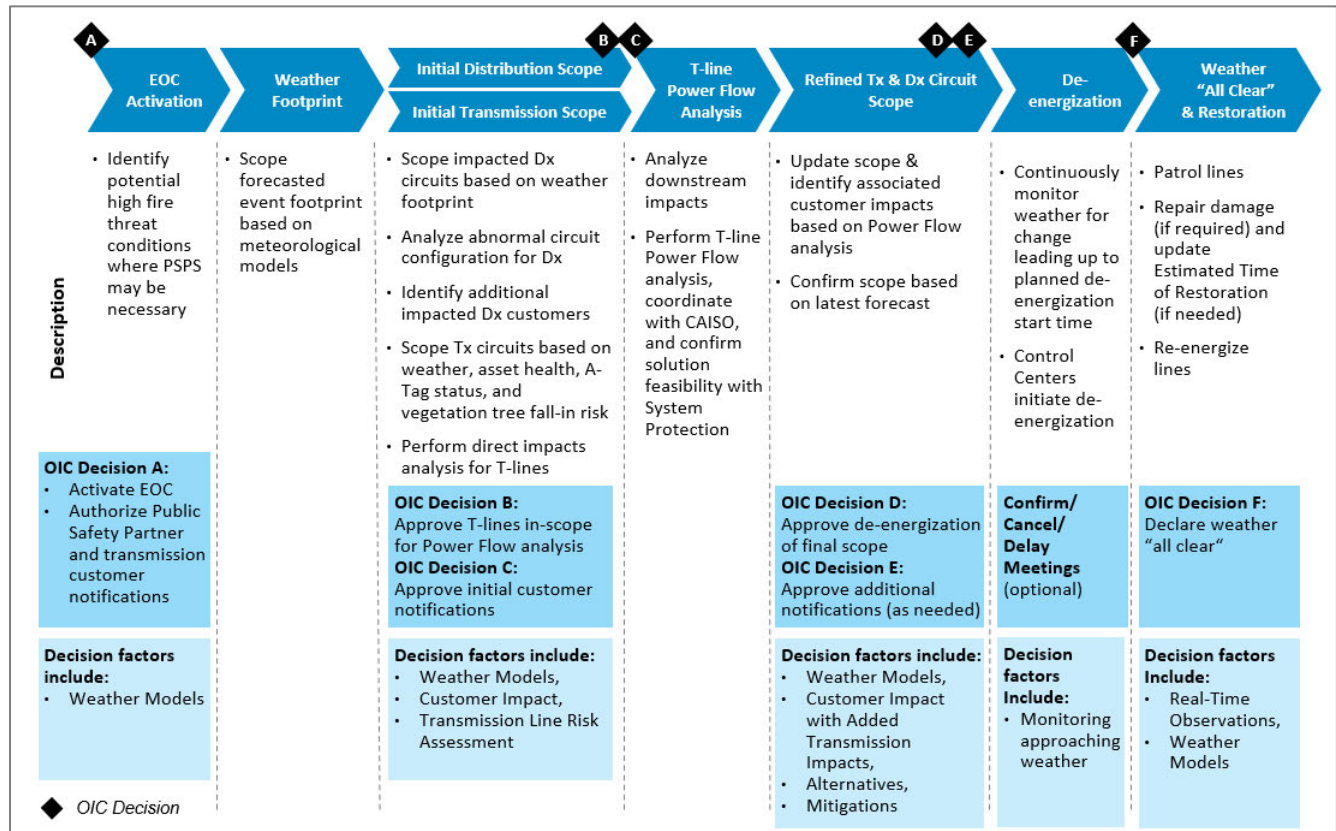 A
B
C
D
E
F
EOC
Activation
Weather
Footprint
Initial Distribution Scope
Initial Transmission Scope
T-line
Power Flow
Analysis
Refined Tx & Dx Circuit
Scope
De-
energization
Weather
“All Clear”
& Restoration
Description
• Identify
potential
high fire
threat
conditions
where PSPS
may be
necessary
• Scope
forecasted
event footprint
based on
meteorological
models
• Scope impacted Dx
circuits based on weather
footprint
• Analyze abnormal circuit
configuration for Dx
• Identify additional
impacted Dx customers
• Scope Tx circuits based on
weather, asset health, A-
Tag status, and
vegetation tree fall-in risk
• Perform direct impacts
analysis for T-lines
• Analyze
downstream
impacts
• Perform T-line
Power Flow
analysis,
coordinate
with CAISO,
and confirm
solution
feasibility with
System
Protection
• Update scope &
identify associated
customer impacts
based on Power Flow
analysis
• Confirm scope based
on latest forecast
• Continuously
monitor
weather for
change
leading up to
planned de-
energization
start time
• Control
Centers
initiate de-
energization
• Patrol lines
• Repair damage
(if required) and
update
Estimated Time
of Restoration
(if needed)
• Re-energize
lines
OIC Decision A:
• Activate EOC
• Authorize Public
Safety Partner
and transmission
customer
notifications
OIC Decision B:
Approve T-lines in-scope
for Power Flow analysis
OIC Decision C:
Approve initial customer
notifications
OIC Decision D:
Approve de-energization
of final scope
OIC Decision E:
Approve additional
notifications (as needed)
Confirm/
Cancel/
Delay
Meetings
(optional)
OIC Decision F:
Declare weather
“all clear“
Decision factors
include:
• Weather Models
Decision factors include:
• Weather Models,
• Customer Impact,
• Transmission Line Risk
Assessment
Decision factors include:
• Weather Models,
• Customer Impact
with Added
Transmission
Impacts,
• Alternatives,
• Mitigations
Decision
factors
Include:
• Monitoring
approaching
weather
Decision factors
Include:
• Real-Time
Observations,
• Weather
Models
OIC Decision